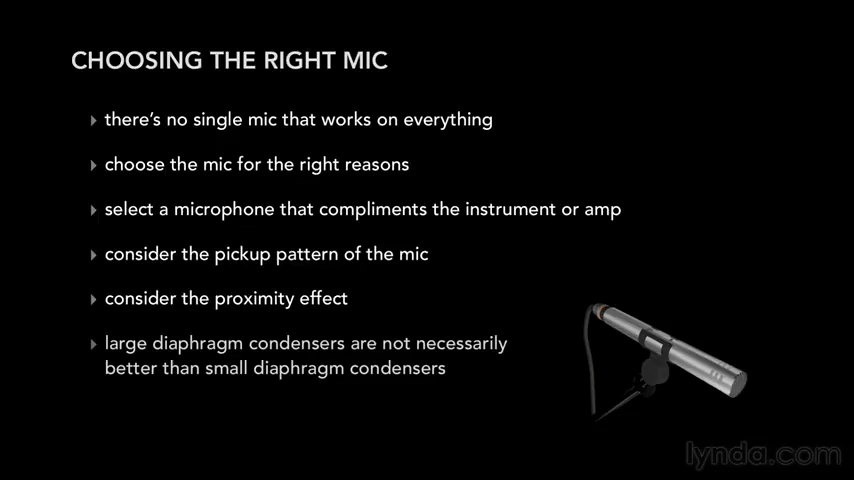 CHOOSING THE RIGHT MIC
there's no single mic that works on everything
choose the mic for the right reasons
select a microphone that compliments the instrument or amp
consider the pickup pattern of the mic
consider the proximity effect
large diaphragm condensers are not necessarily
better than small diaphragm condensers
lynda.com